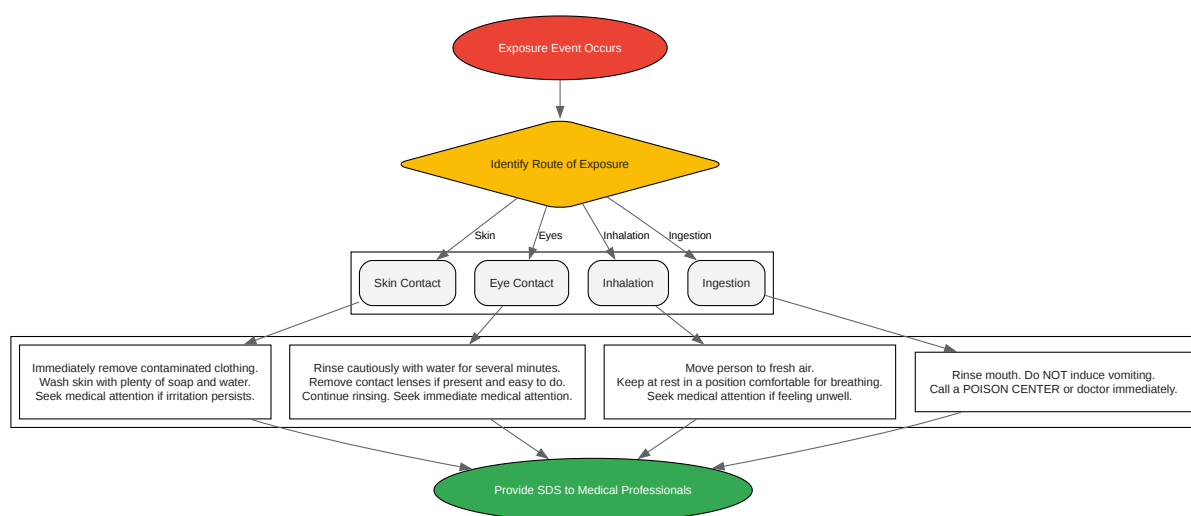 Exposure Event Occurs
Identify Route of Exposure
Skin
Eyes
Inhalation
Ingestion
Skin Contact
Eye Contact
Inhalation
Ingestion
Immediately remove contaminated clothing.
Wash skin with plenty of soap and water.
Seek medical attention if irritation persists.
Rinse cautiously with water for several minutes.
Remove contact lenses if present and easy to do.
Continue rinsing. Seek immediate medical attention.
Move person to fresh air.
Keep at rest in a position comfortable for breathing.
Seek medical attention if feeling unwell.
Rinse mouth. Do NOT induce vomiting.
Call a POISON CENTER or doctor immediately.
Provide SDS to Medical Professionals